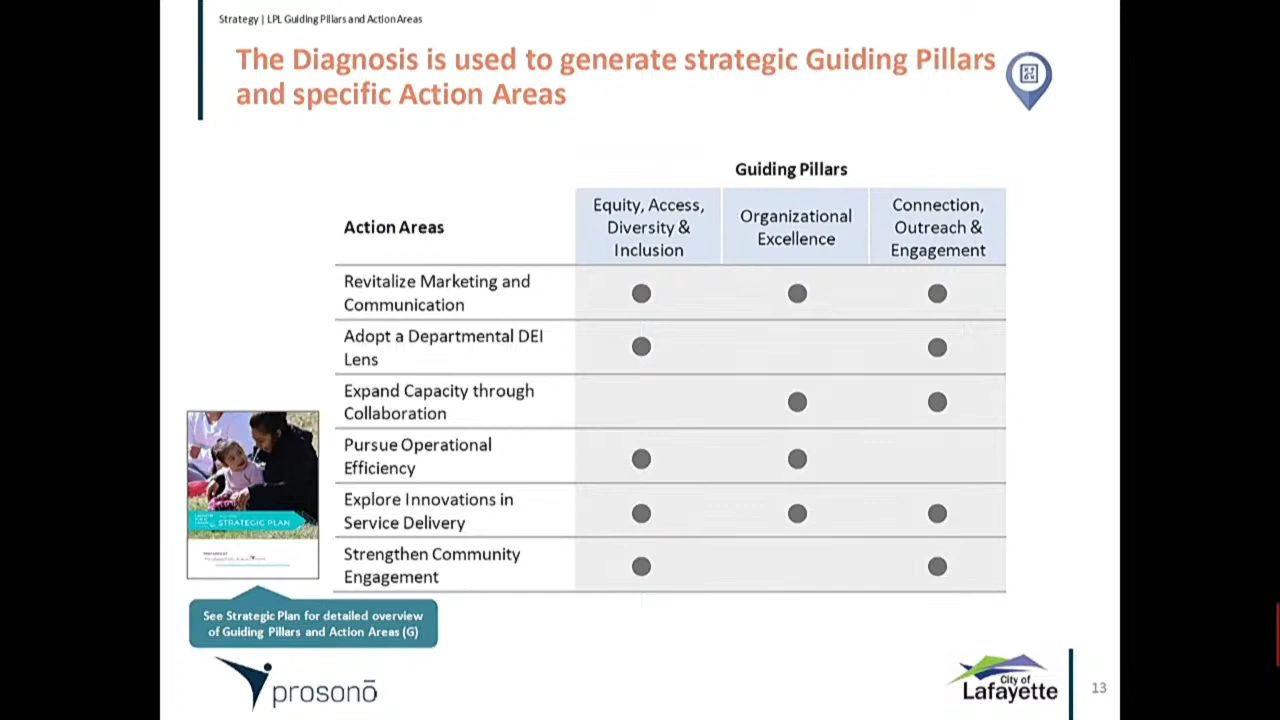 Strategy | LPL Guiding Pillars and Action Areas
The Diagnosis is used to generate strategic Guiding Pillars
and specific Action Areas
Guiding Pillars
Action Areas
Equity, Access,
Diversity &
Inclusion
Organizational
Excellence
Connection,
Outreach &
Engagement
Revitalize Marketing and
Communication
Adopt a Departmental DEI
Lens
Expand Capacity through
Collaboration
Pursue Operational
Efficiency
Explore Innovations in
Service Delivery
Strengthen Community
Engagement
STRATEGIC PLAN
See Strategic Plan for detailed overview
of Guiding Pillars and Action Areas (G)
prosonō
City of
Lafayette
13